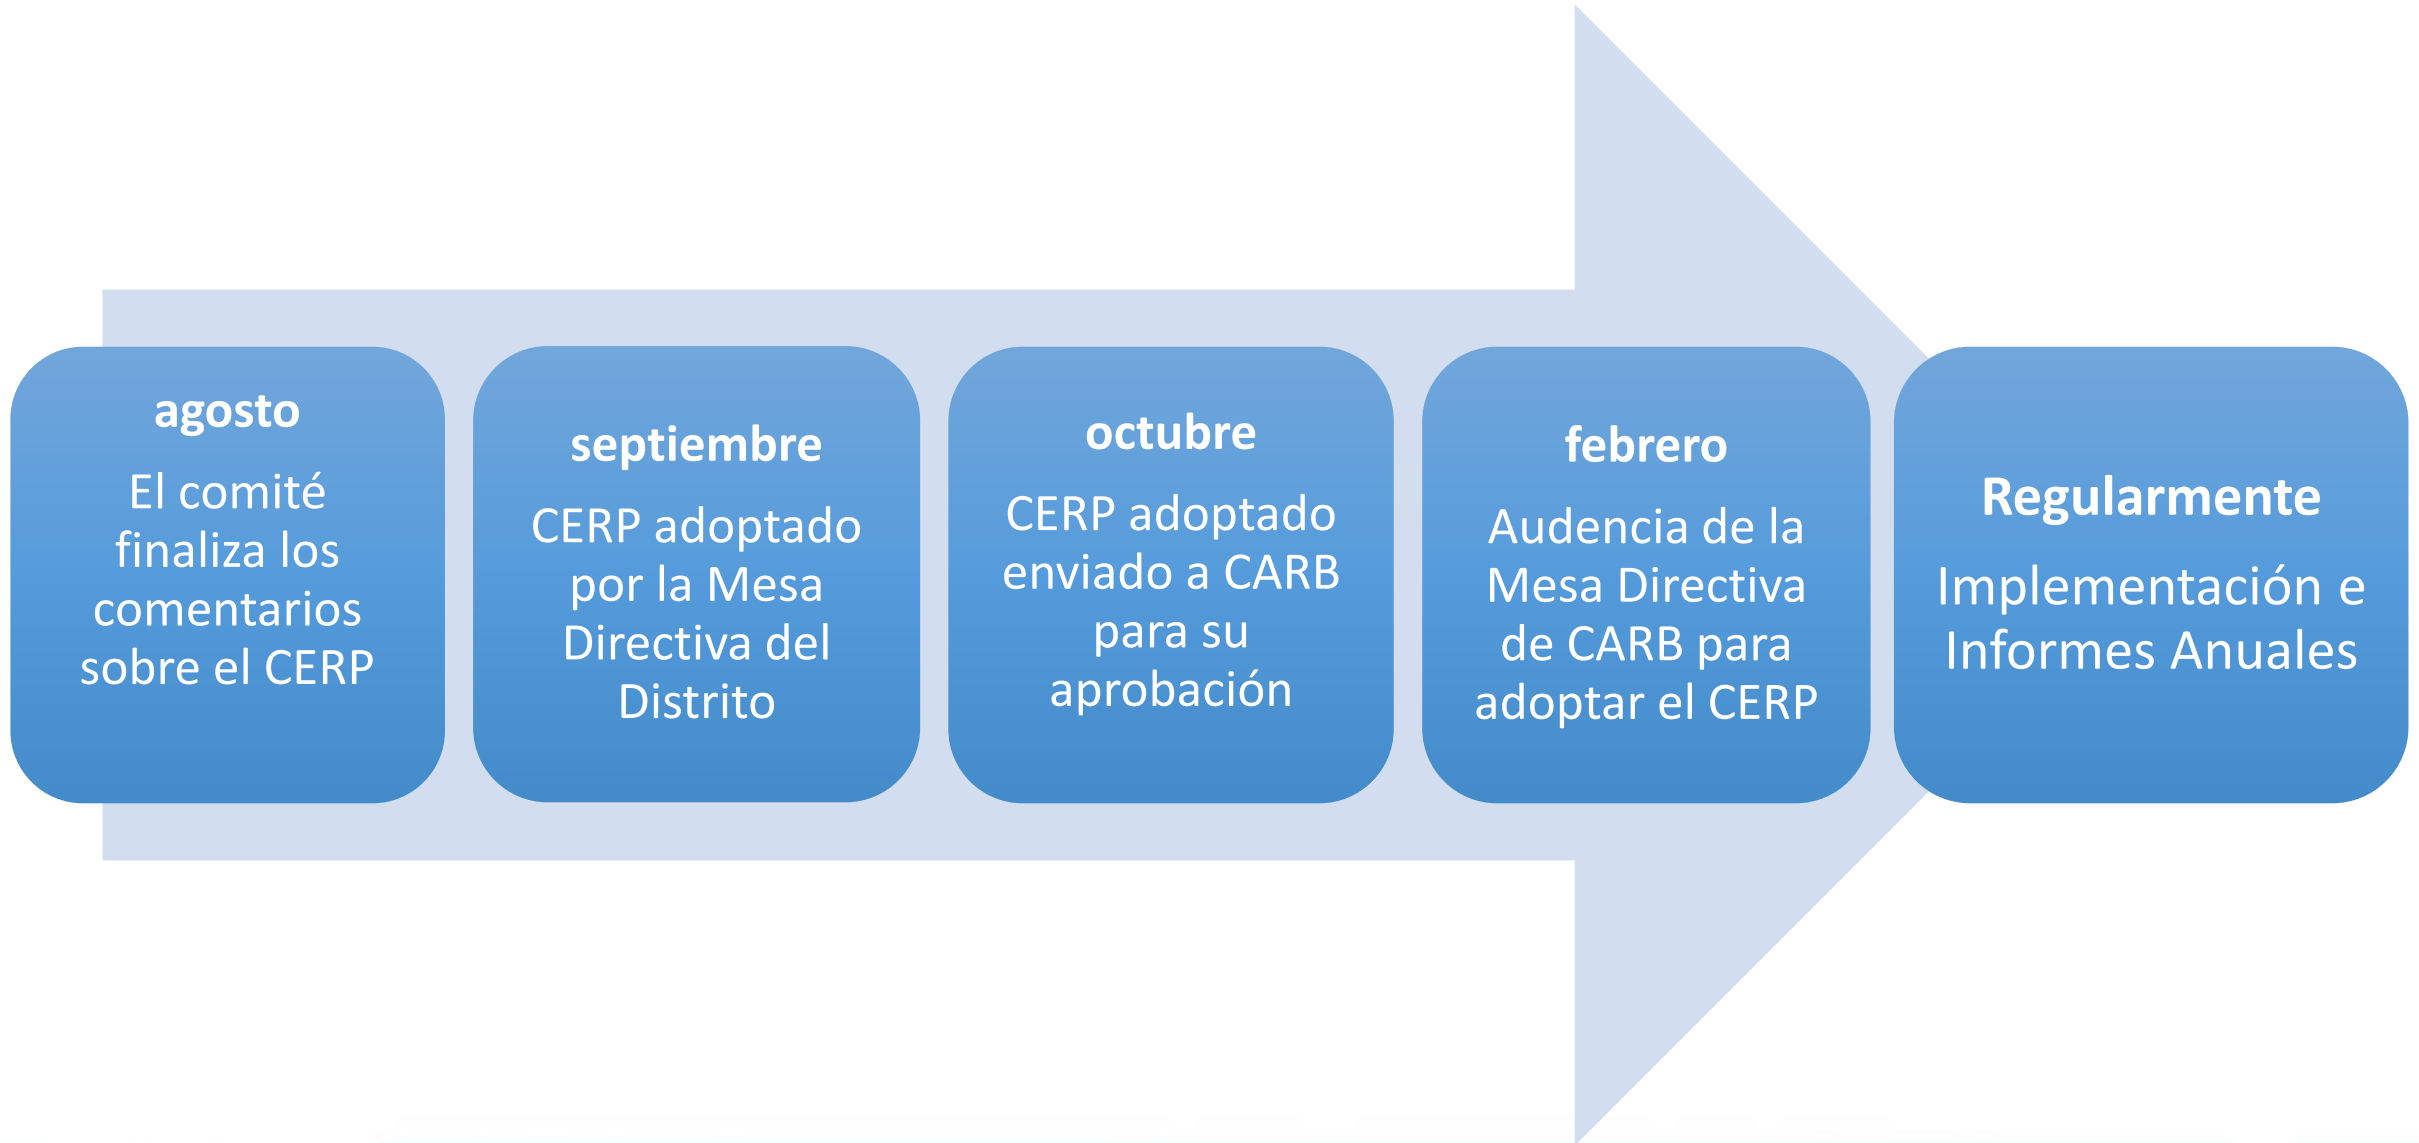 agosto
El comité
finaliza los
comentarios
sobre el CERP
septiembre
CERP adoptado
por la Mesa
Directiva del
Distrito
octubre
CERP adoptado
enviado a CARB
para su
aprobación
febrero
Audencia de la
Mesa Directiva
de CARB para
adoptar el CERP
Regularmente
Implementación e
Informes Anuales